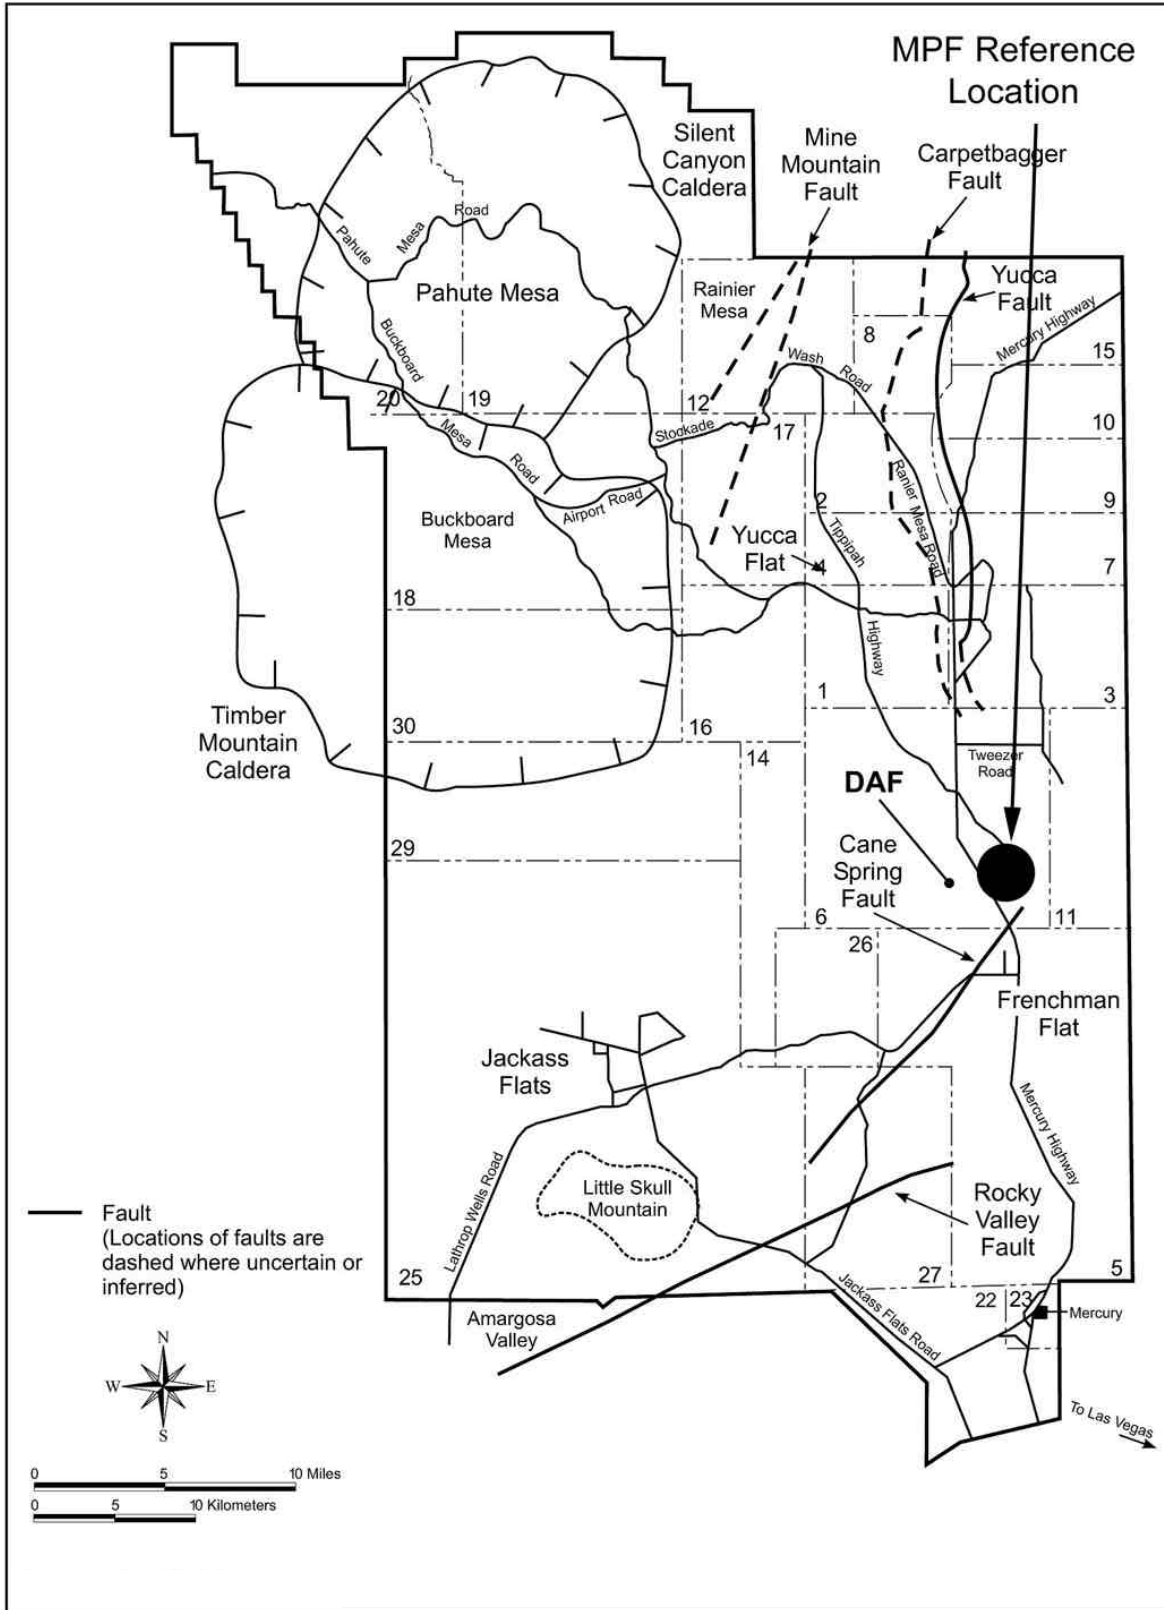 MPF Reference
Location
Silent
Canyon
Caldera
Mine
Mountain
Fault
Carpetbagger
Fault
Pahute
Mesa
Road
Pahute Mesa
Rainier
Mesa
Yucca
Fault
Mercury Highway
8
15
Buckboard
Mesa
Road
Wash
Road
20
19
12
17
10
Stockade
Airport Road
Buckboard
Mesa
Ranier
Mesa Road
2
9
Yucca
Flat
4
Tippipah
Highway
7
18
1
3
Timber
Mountain
Caldera
30
16
14
Tweezer
Road
DAF
29
Cane
Spring
Fault
6
11
26
Frenchman
Flat
Jackass
Flats
Mercury Highway
Lathrop Wells Road
Little Skull
Mountain
Rocky
Valley
Fault
Fault
(Locations of faults are
dashed where uncertain or
inferred)
25
27
5
22
23
Mercury
Amargosa
Valley
Jackass Flats Road
N
W
E
S
To Las Vegas
0
5
10 Miles
0
5
10 Kilometers